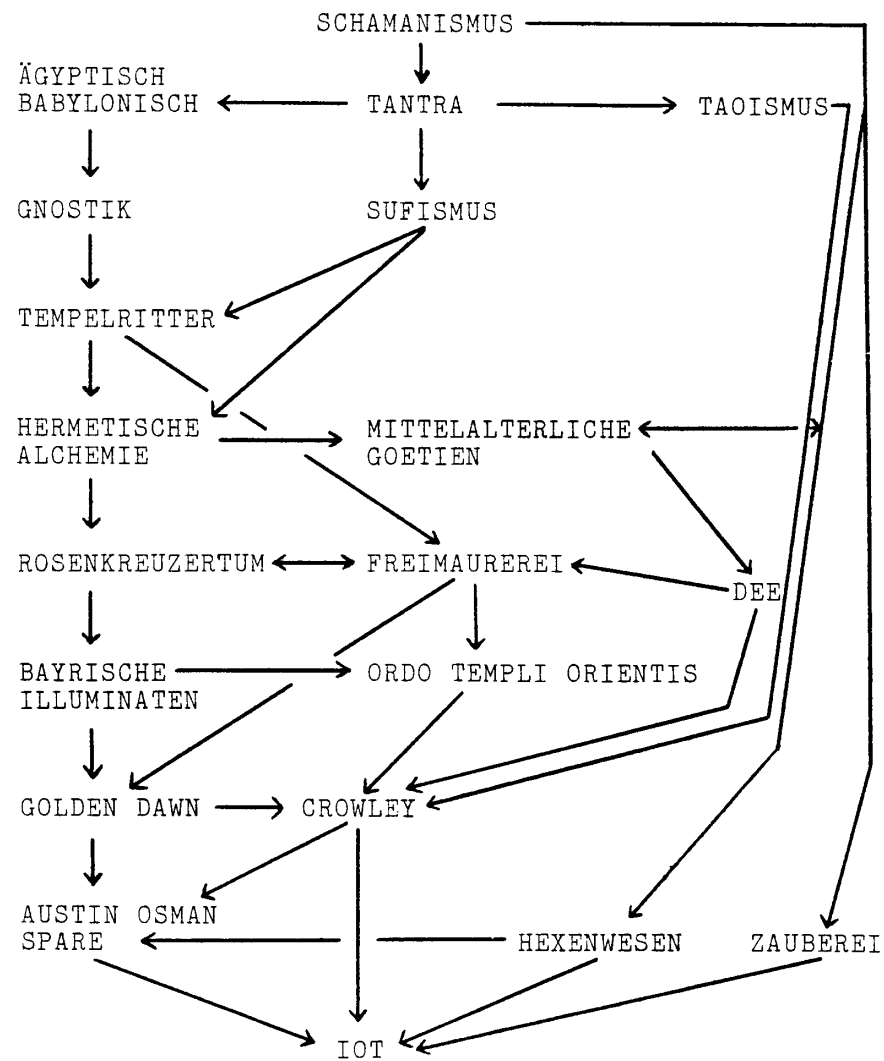 SCHAMANISMUS
ÄGYPTISCH
BABYLONISCH
TANTRA
TAOISMUS
GNOSTIK
SUFISMUS
TEMPELRITTER
HERMETISCHE
ALCHEMIE
MITTELALTERLICHE
GOETIEN
ROSENKREUZERTUM
FREIMAUREREI
DEE
BAYRISCHE
ILLUMINATEN
ORDO TEMPLI ORIENTIS
GOLDEN DAWN
CROWLEY
AUSTIN OSMAN
SPARE
HEXENWESEN
ZAUBEREI
IOT